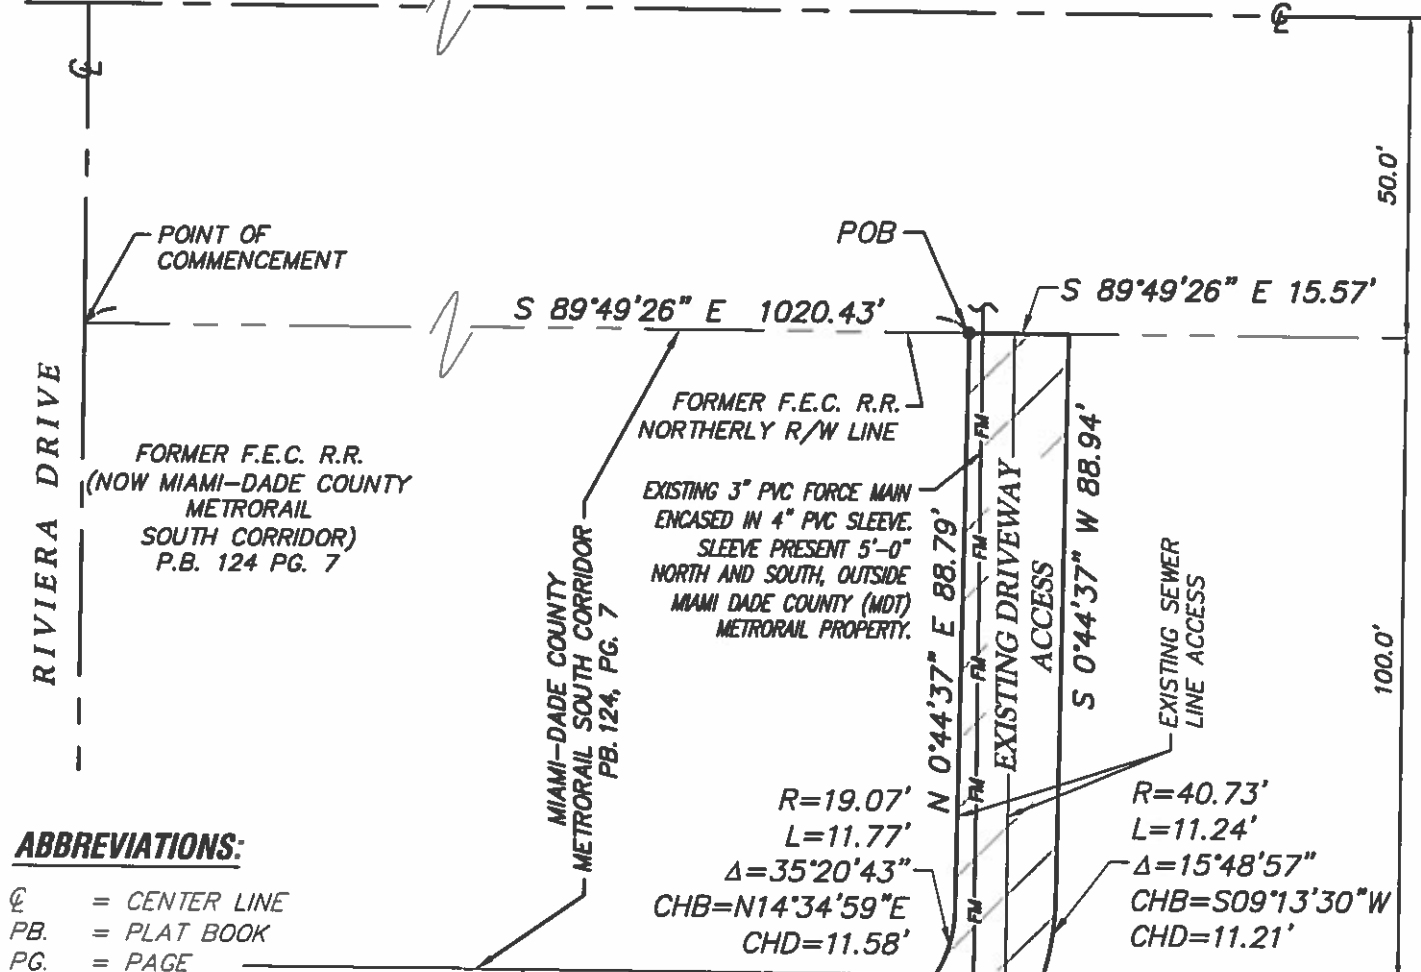 ℄
℄
50.0'
POINT OF
COMMENCEMENT
POB
S 89°49'26" E 1020.43'
S 89°49'26" E 15.57'
RIVIERA DRIVE
FORMER F.E.C. R.R.
NORTHERLY R/W LINE
FORMER F.E.C. R.R.
(NOW MIAMI-DADE COUNTY
METRORAIL
SOUTH CORRIDOR)
P.B. 124 PG. 7
EXISTING 3" PVC FORCE MAIN
ENCASED IN 4" PVC SLEEVE.
SLEEVE PRESENT 5'-0"
NORTH AND SOUTH, OUTSIDE
MIAMI DADE COUNTY (MDT)
METRORAIL PROPERTY.
MIAMI-DADE COUNTY
METRORAIL SOUTH CORRIDOR
PB. 124, PG. 7
N 0°44'37" E 88.79'
FM
FM
FM
FM
FM
EXISTING DRIVEWAY
ACCESS
S 0°44'37" W 88.94'
EXISTING SEWER
LINE ACCESS
100.0'
R=19.07'
L=11.77'
Δ=35°20'43"
CHB=N14°34'59"E
CHD=11.58'
R=40.73'
L=11.24'
Δ=15°48'57"
CHB=S09°13'30"W
CHD=11.21'
ABBREVIATIONS:
℄ = CENTER LINE
PB. = PLAT BOOK
PG. = PAGE